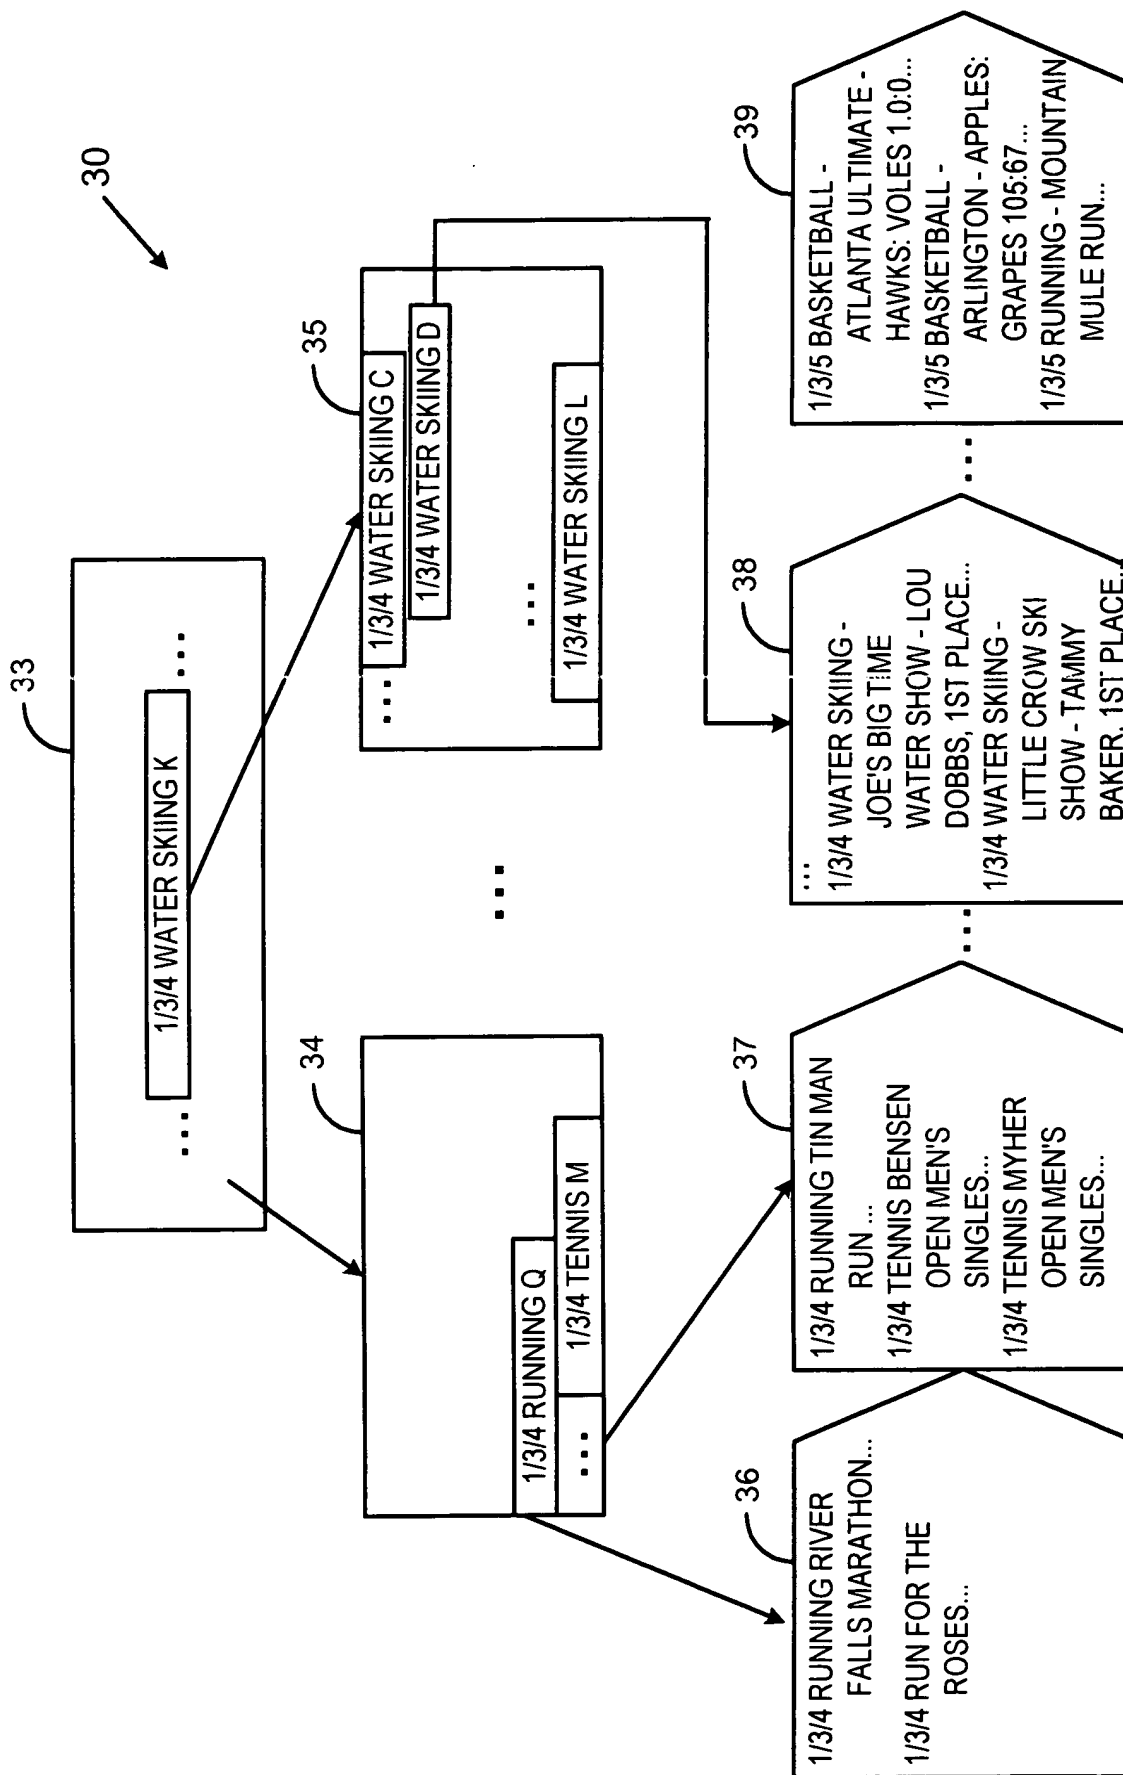 30
33
... 1/3/4 WATER SKIING K ...
34
1/3/4 RUNNING Q
... 1/3/4 TENNIS M
...
35
... 1/3/4 WATER SKIING C
1/3/4 WATER SKIING D
...
1/3/4 WATER SKIING L
36
1/3/4 RUNNING RIVER
FALLS MARATHON...
1/3/4 RUN FOR THE
ROSES...
37
1/3/4 RUNNING TIN MAN
RUN ...
1/3/4 TENNIS BENSEN
OPEN MEN'S
SINGLES...
1/3/4 TENNIS MYHER
OPEN MEN'S
SINGLES...
...
38
...
1/3/4 WATER SKIING -
JOE'S BIG TIME
WATER SHOW - LOU
DOBBS, 1ST PLACE...
1/3/4 WATER SKIING -
LITTLE CROW SKI
SHOW - TAMMY
BAKER, 1ST PLACE...
...
39
1/3/5 BASKETBALL -
ATLANTA ULTIMATE -
HAWKS: VOLES 1.0:0...
1/3/5 BASKETBALL -
ARLINGTON - APPLES:
GRAPES 105:67...
1/3/5 RUNNING - MOUNTAIN
MULE RUN...